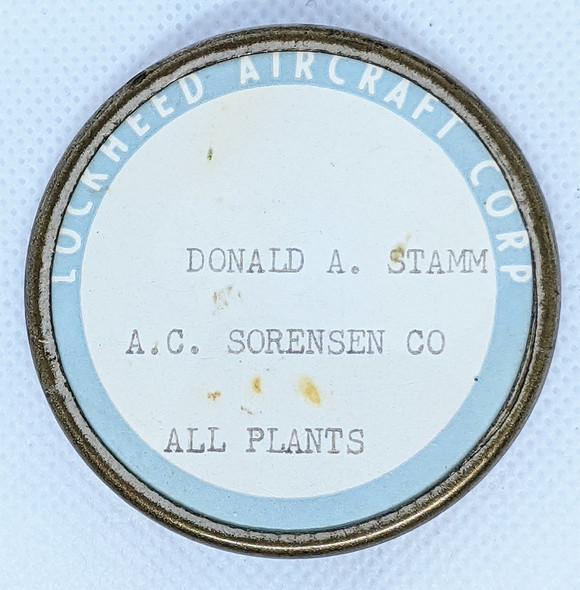 LOCKHEED AIRCRAFT CORP
DONALD A. STAMM
A.C. SORENSEN CO
ALL PLANTS